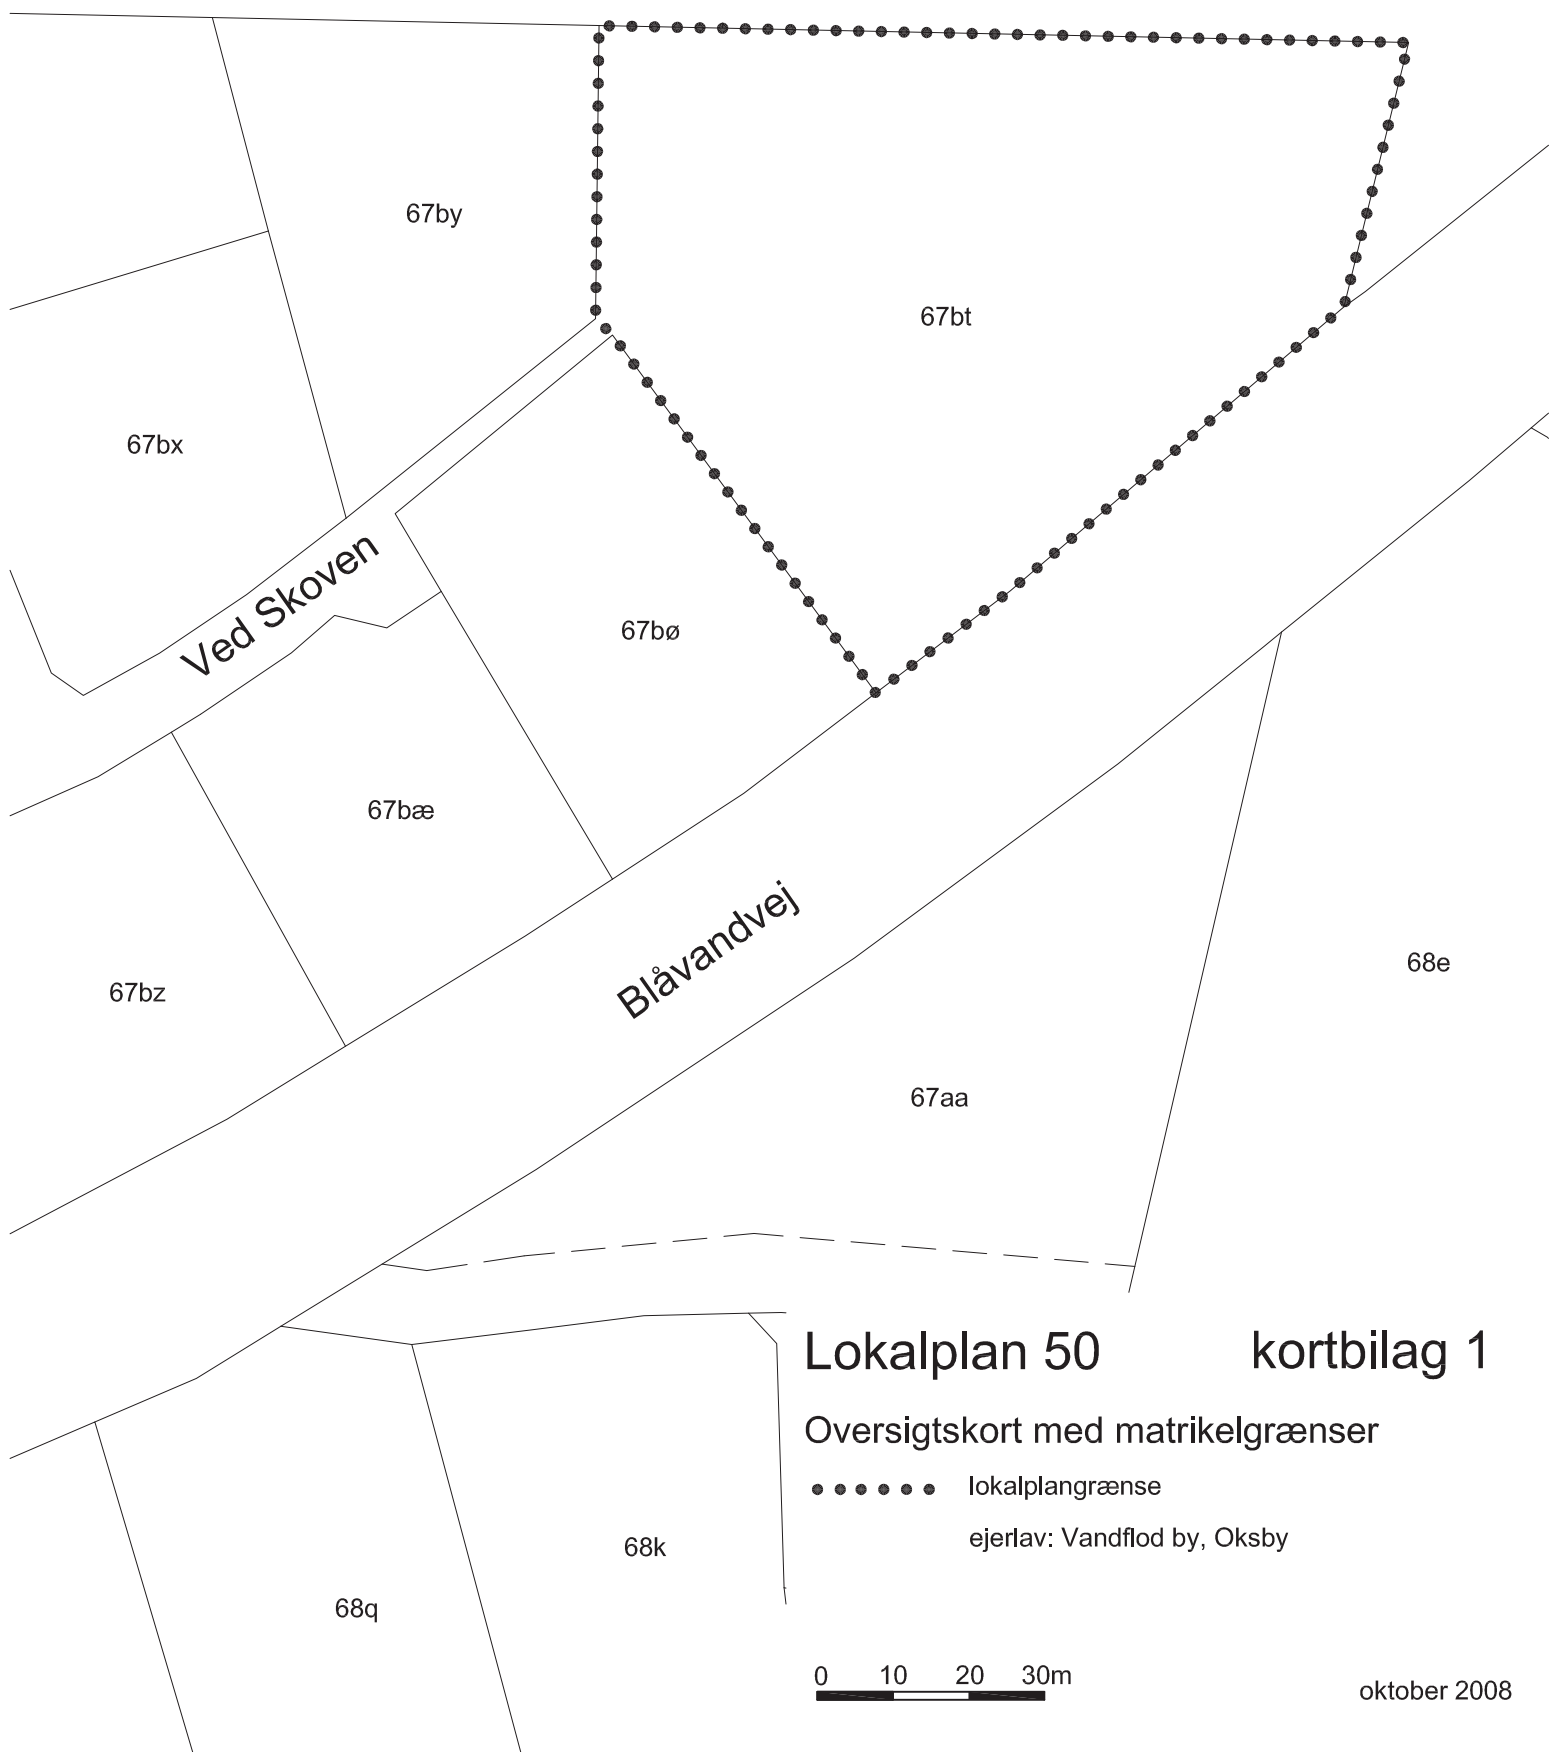 67by
67bt
67bx
Ved Skoven
67bø
67bæ
Blåvandvej
68e
67bz
67aa
Lokalplan 50 kortbilag 1
Oversigtskort med matrikelgrænser
lokalplangrænse
ejerlav: Vandflod by, Oksby
68k
68q
0 10 20 30m
oktober 2008